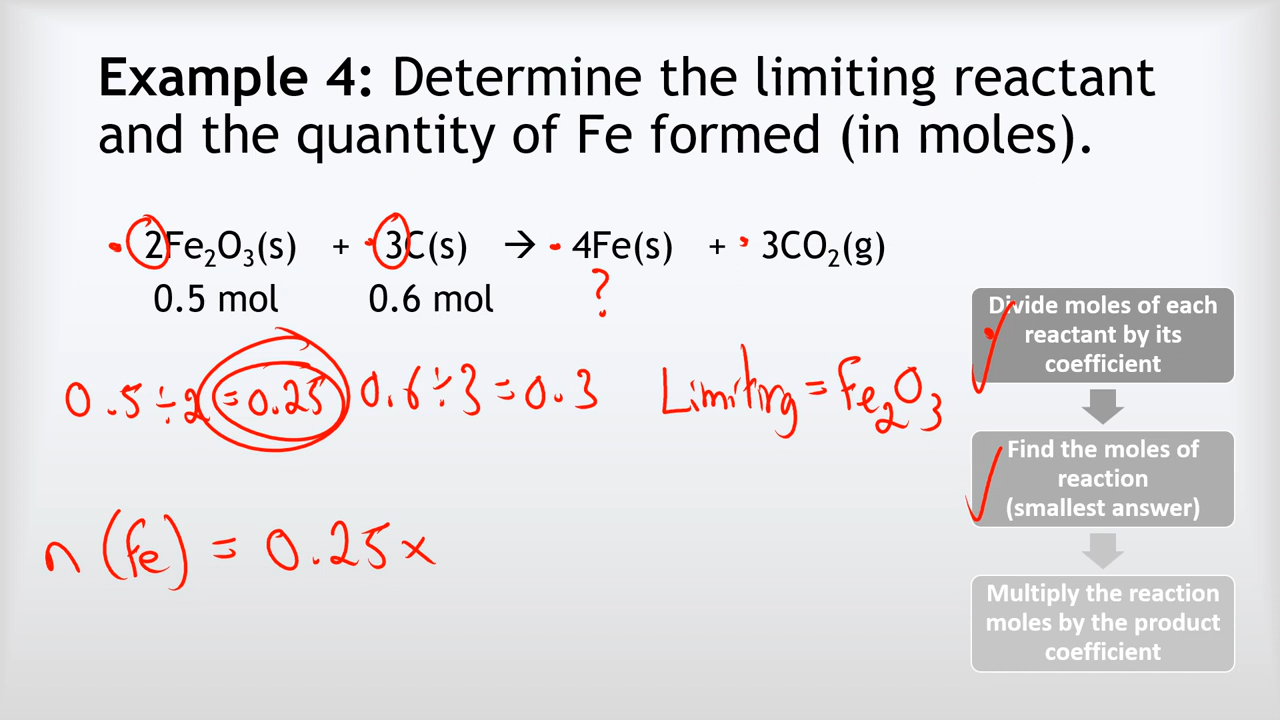 Example 4: Determine the limiting reactant
and the quantity of Fe formed (in moles).
2Fe₂O₃(s) + 3C(s) → 4Fe(s) + 3CO₂(g)
0.5 mol 0.6 mol ?
0.5 ÷ 2 = 0.25 0.6 ÷ 3 = 0.3 Limiting = Fe₂O₃
n (Fe) = 0.25 x
Divide moles of each
reactant by its
coefficient
Find the moles of
reaction
(smallest answer)
Multiply the reaction
moles by the product
coefficient